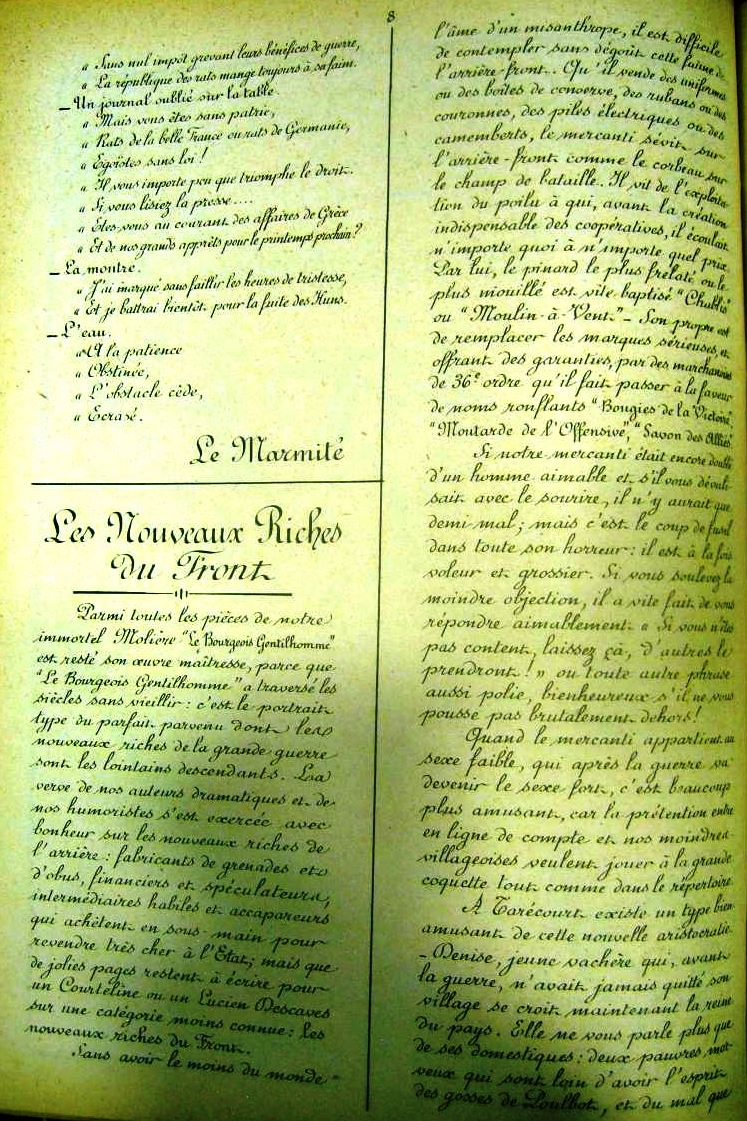 8
« Sans nul impôt grevant leurs bénéfices de guerre,
« La république des rats mange toujours à sa faim.
_ Un journal oublié sur la table.
« Mais vous êtes sans patrie,
« Rats de la belle France ou rats de Germanie,
« Egoïstes sans loi !
« Il vous importe peu que triomphe le droit.
« Si vous lisiez la presse....
« Etes-vous au courant des affaires de Grèce
« Et de nos grands apprêts pour le printemps prochain ?
_ La montre.
« J'ai marqué sans faillir les heures de tristesse,
« Et je battrai bientôt pour la fuite des Huns.
_ L'eau.
« A la patience
« Obstinée,
« L'obstacle cède,
« Ecrasé.
Le Marmité
Les Nouveaux Riches
du Front
Parmi toutes les pièces de notre
immortel Molière "Le Bourgeois Gentilhomme"
est resté son œuvre maîtresse, parce que
"Le Bourgeois Gentilhomme" a traversé les
siècles sans vieillir : c'est le portrait
type du parfait parvenu dont les
nouveaux riches de la grande guerre
sont les lointains descendants. La
verve de nos auteurs dramatiques et de
nos humoristes s'est exercée avec
bonheur sur les nouveaux riches de
l'arrière : fabricants de grenades et
d'obus, financiers et spéculateurs,
intermédiaires habiles et accapareurs
qui achètent en sous-main pour
revendre très cher à l'Etat; mais que
de jolies pages restent à écrire pour
un Courteline ou un Lucien Descaves
sur une catégorie moins connue : les
nouveaux riches du Front.
Sans avoir le moins du monde
l'âme d'un misanthrope, il est difficile
de contempler sans dégoût cette faune de
l'arrière-front.. Qu'il vende des uniformes
ou des boîtes de conserve, des rubans ou des
couronnes, des piles électriques ou des
camemberts, le mercanti sévit sur
l'arrière-front comme le corbeau sur
le champ de bataille. Il vit de l'exploita-
tion du poilu à qui, avant la création
indispensable des coopératives, il écoulait
n'importe quoi à n'importe quel prix.
Par lui, le pinard le plus frelaté ou le
plus mouillé est vite baptisé "Chablis"
ou "Moulin-à-Vent" _ Son propre est
de remplacer les marques sérieuses, et
offrant des garanties, par des marchandises
de 36e ordre qu'il fait passer à la faveur
de noms ronflants "Bougies de la Victoire",
"Moutarde de l'Offensive", "Savon des Alliés".
Si notre mercanti était encore doublé
d'un homme aimable et s'il vous dévali-
sait avec le sourire, il n'y aurait que
demi mal; mais c'est le coup de fusil
dans toute son horreur : il est à la fois
voleur et grossier. Si vous soulevez la
moindre objection, il a vite fait de vous
répondre aimablement « Si vous n'êtes
pas content, laissez çà, d'autres le
prendront ! » ou toute autre phrase
aussi polie, bienheureux s'il ne vous
pousse pas brutalement dehors !
Quand le mercanti appartient au
sexe faible, qui après la guerre va
devenir le sexe fort, c'est beaucoup
plus amusant, car la prétention entre
en ligne de compte et nos moindres
villageoises veulent jouer à la grande
coquette tout comme dans le répertoire.
A Tarécourt existe un type bien
amusant de cette nouvelle aristocratie
_ Denise, jeune vachère qui, avant
la guerre, n'avait jamais quitté son
village se croit maintenant la reine
du pays. Elle ne vous parle plus que
de ses domestiques : deux pauvres mor-
veux qui sont loin d'avoir l'esprit
des gosses de Poulbot, et du mal que